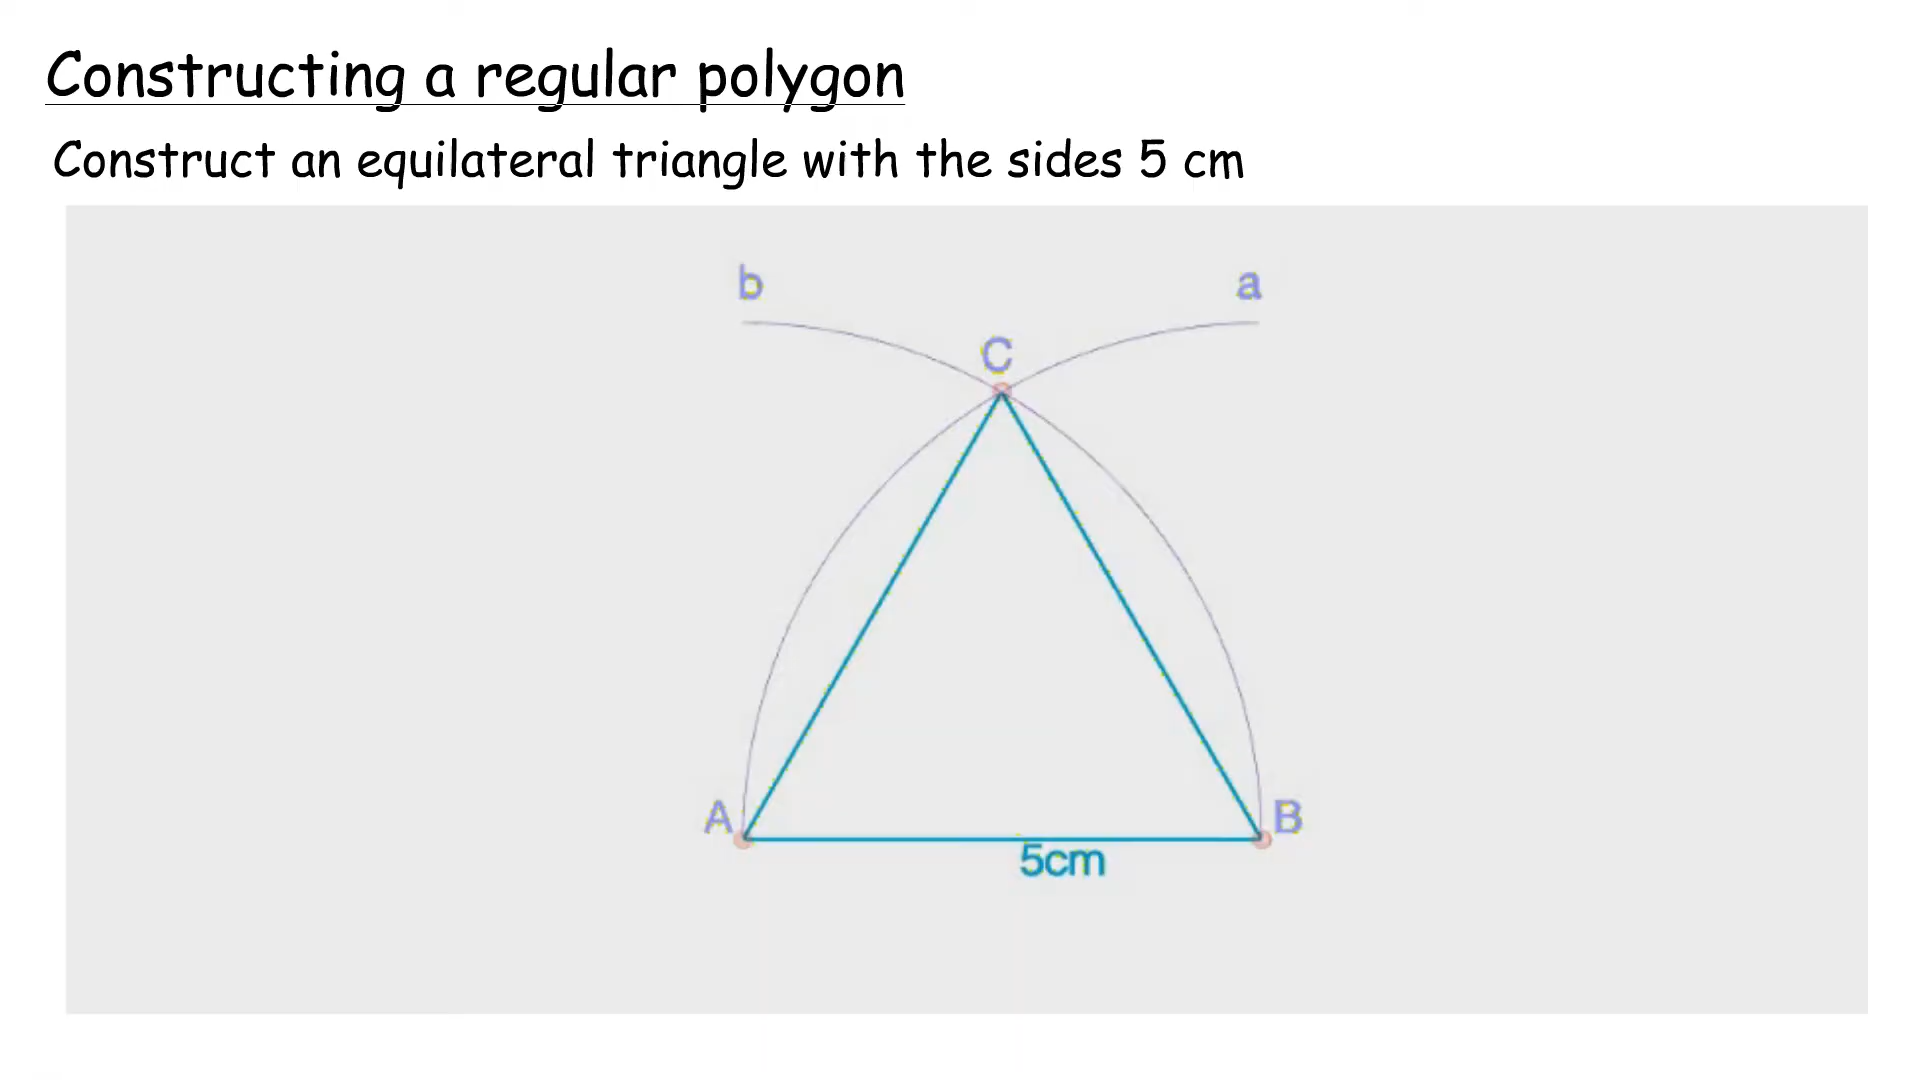 Constructing a regular polygon
Construct an equilateral triangle with the sides 5 cm
b
a
C
A
B
5cm